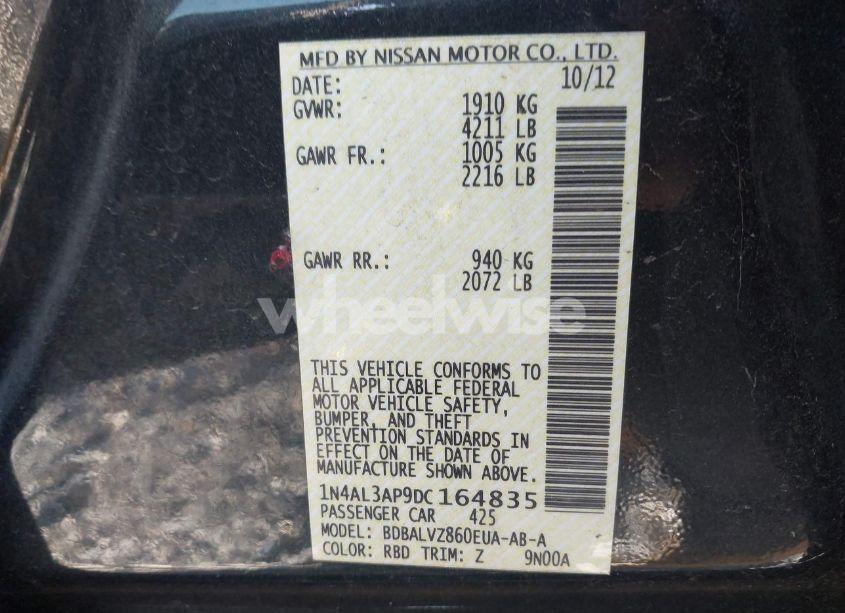 MFD BY NISSAN MOTOR CO., LTD.
DATE: 10/12
GVWR: 1910 KG
4211 LB
GAWR FR.: 1005 KG
2216 LB
GAWR RR.: 940 KG
2072 LB
wheelwise
THIS VEHICLE CONFORMS TO
ALL APPLICABLE FEDERAL
MOTOR VEHICLE SAFETY,
BUMPER, AND THEFT
PREVENTION STANDARDS IN
EFFECT ON THE DATE OF
MANUFACTURE SHOWN ABOVE.
1N4AL3AP9DC164835
PASSENGER CAR 425
MODEL: BDBALVZ860EUA-AB-A
COLOR: RBD TRIM: Z 9N00A